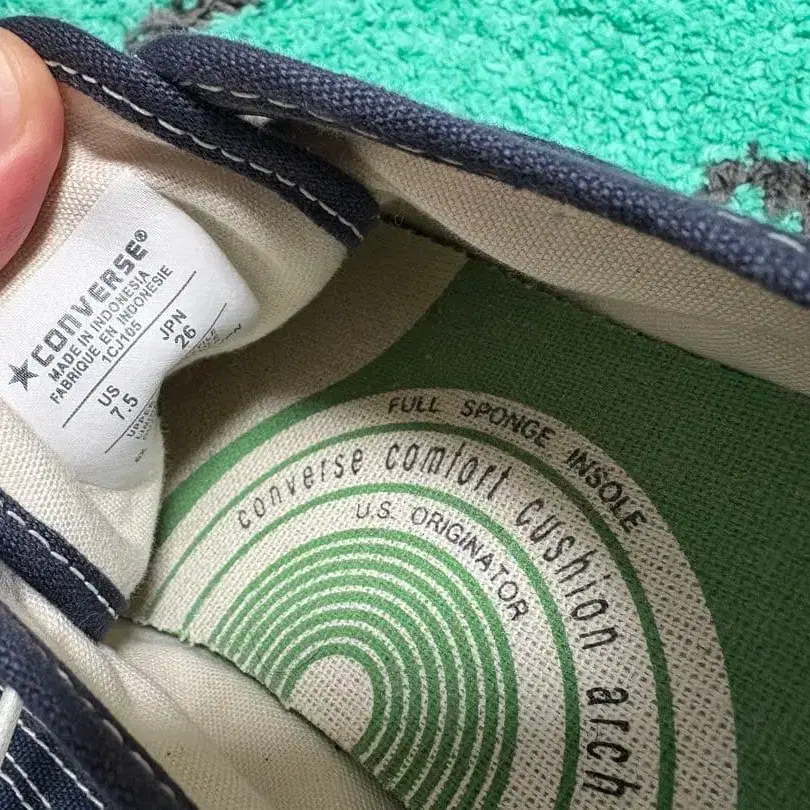 CONVERSE®
MADE IN INDONESIA
FABRIQUE EN INDONESIE
1CJ105
US JPN
7.5 26
UPPER
FULL SPONGE INSOLE
converse comfort cushion arch
U.S. ORIGINATOR